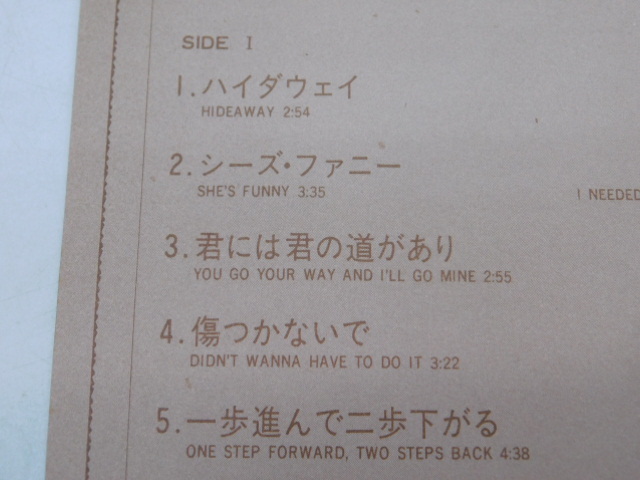 SIDE I
1. ハイダウェイ
HIDEAWAY 2:54
2. シーズ・ファニー
SHE'S FUNNY 3:35
I NEEDED
3. 君には君の道があり
YOU GO YOUR WAY AND I'LL GO MINE 2:55
4. 傷つかないで
DIDN'T WANNA HAVE TO DO IT 3:22
5. 一歩進んで二歩下がる
ONE STEP FORWARD, TWO STEPS BACK 4:38